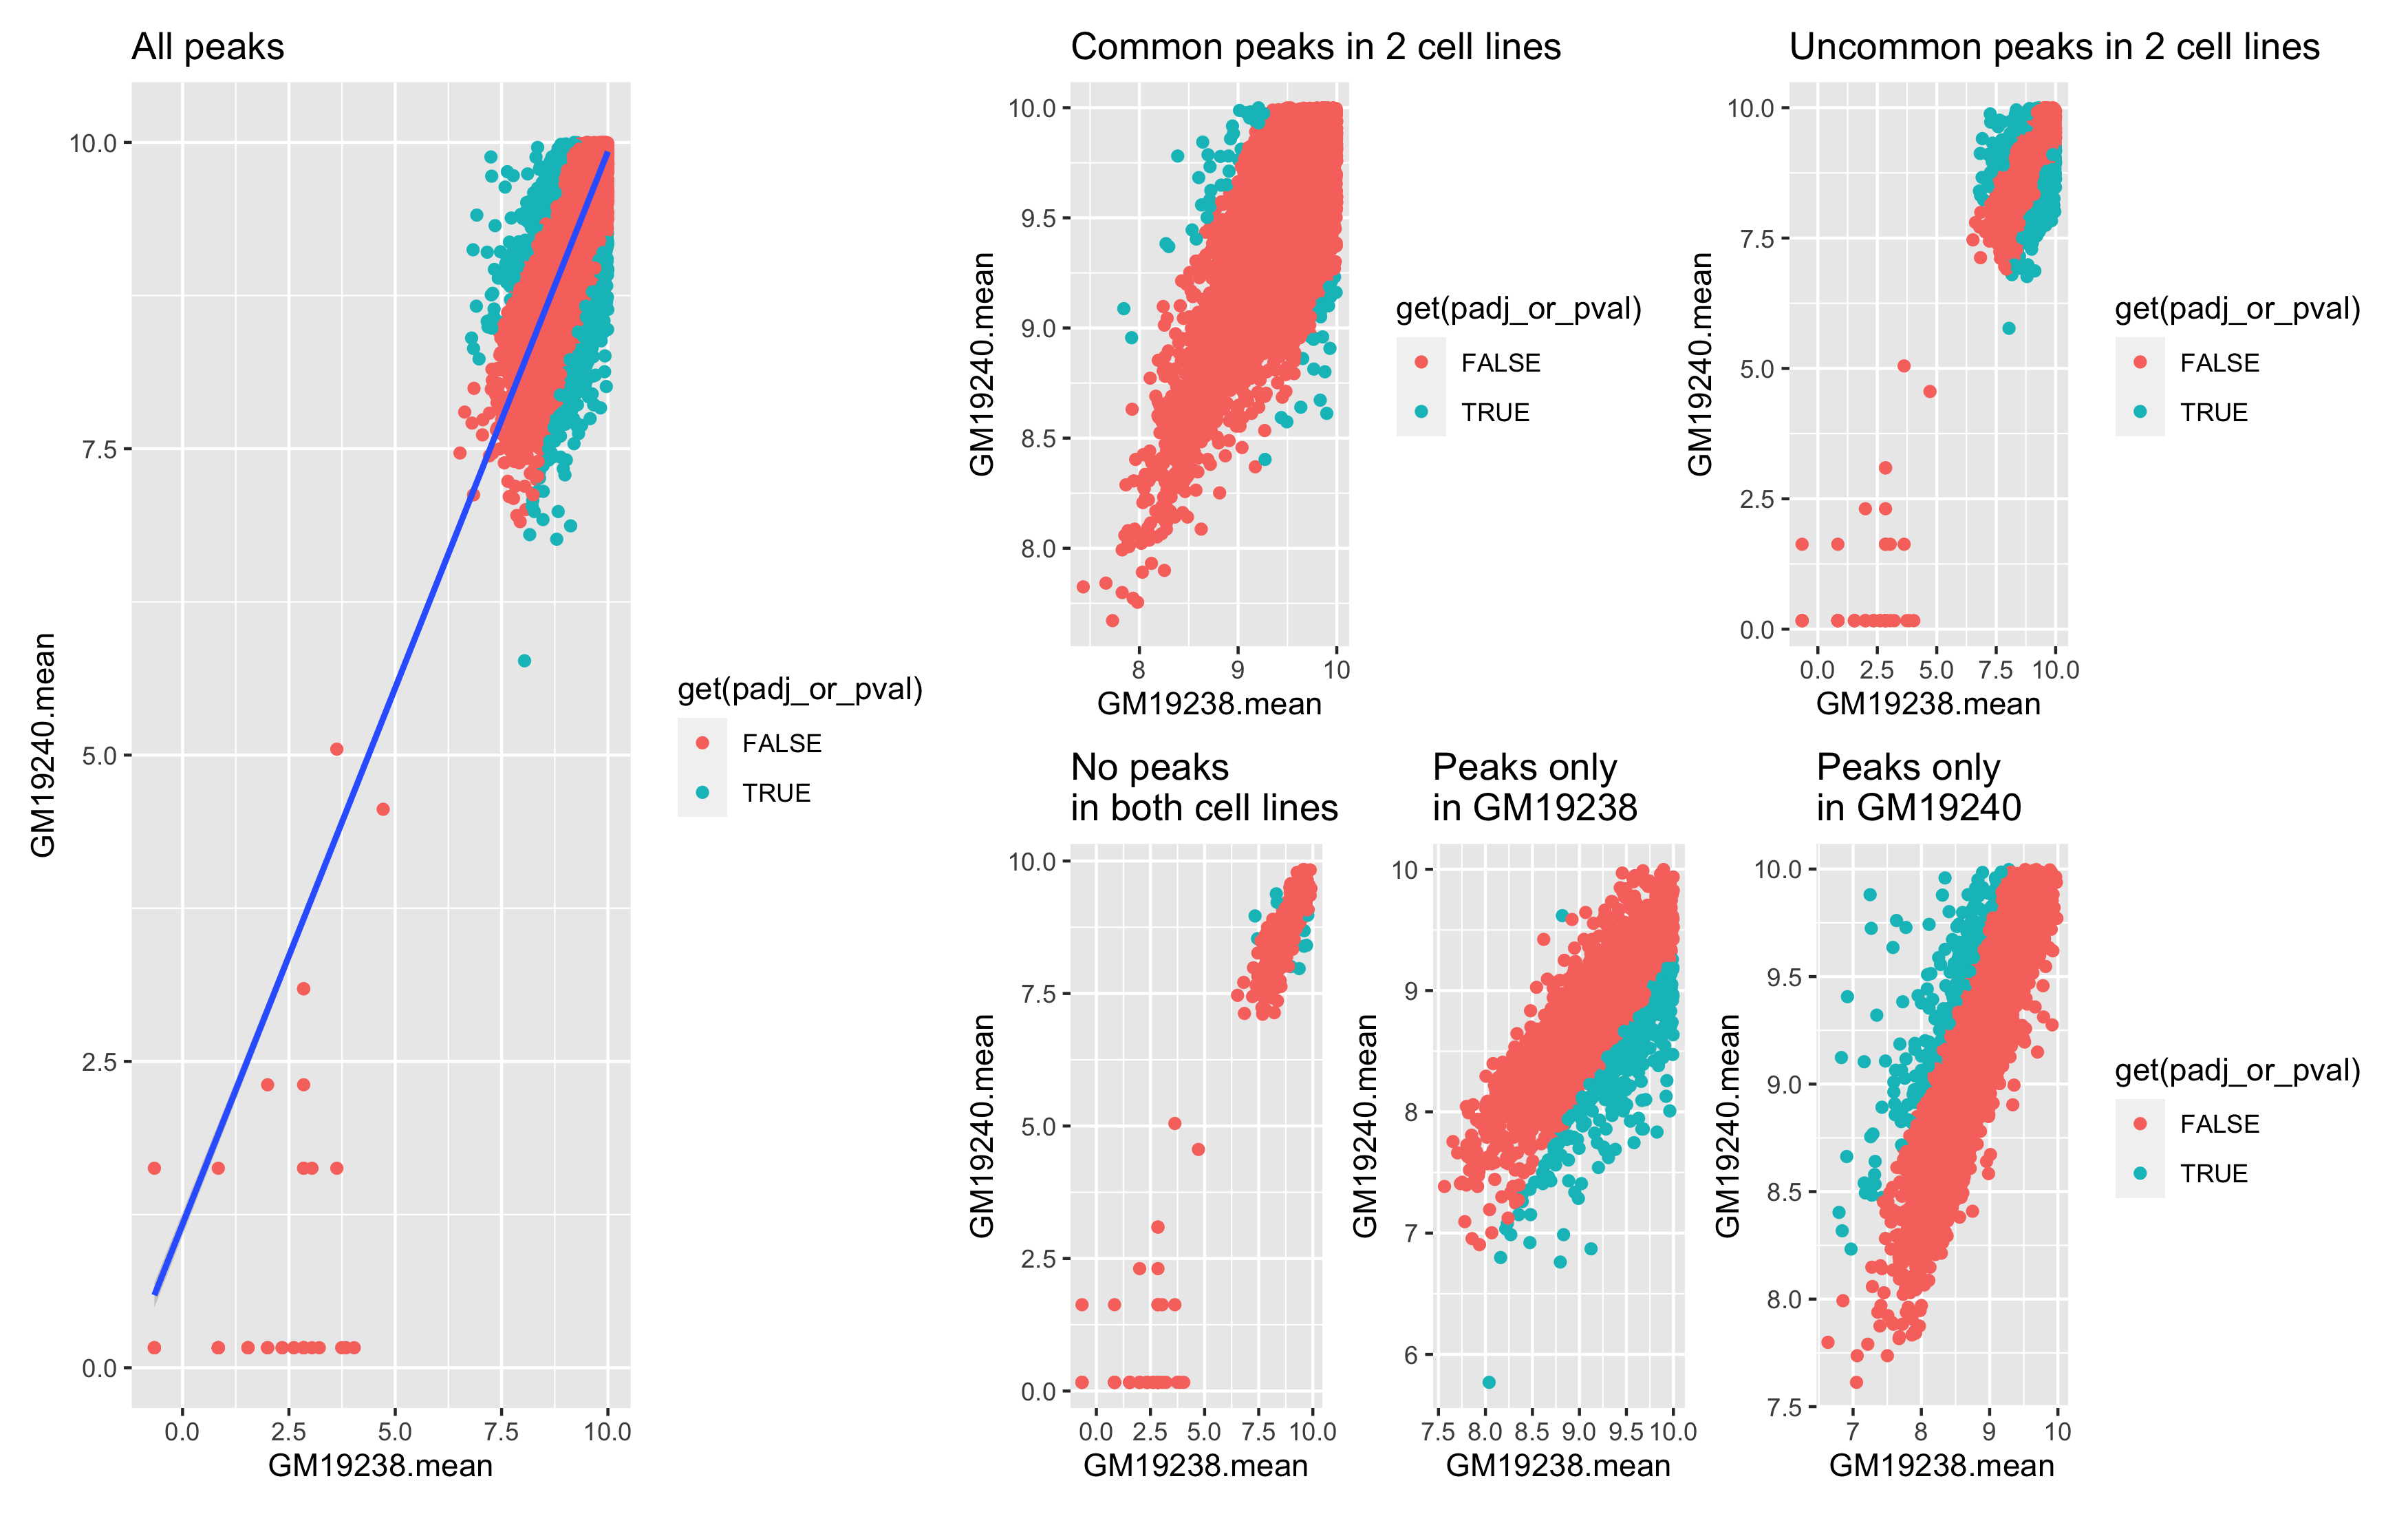 All peaks
10.0
7.5
5.0
2.5
0.0
GM19240.mean
0.0 2.5 5.0 7.5 10.0
GM19238.mean
get(padj_or_pval)
FALSE
TRUE
Common peaks in 2 cell lines
10.0
9.5
9.0
8.5
8.0
GM19240.mean
8 9 10
GM19238.mean
get(padj_or_pval)
FALSE
TRUE
Uncommon peaks in 2 cell lines
10.0
7.5
5.0
2.5
0.0
GM19240.mean
0.0 2.5 5.0 7.5 10.0
GM19238.mean
get(padj_or_pval)
FALSE
TRUE
No peaks
in both cell lines
10.0
7.5
5.0
2.5
0.0
GM19240.mean
0.0 2.5 5.0 7.5 10.0
GM19238.mean
Peaks only
in GM19238
10
9
8
7
6
GM19240.mean
7.5 8.0 8.5 9.0 9.5 10.0
GM19238.mean
Peaks only
in GM19240
10.0
9.5
9.0
8.5
8.0
7.5
GM19240.mean
7 8 9 10
GM19238.mean
get(padj_or_pval)
FALSE
TRUE